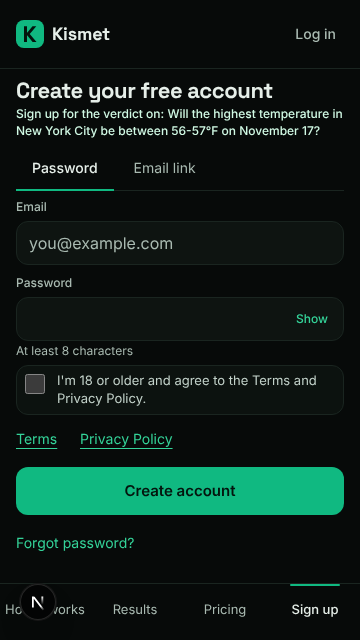 Kismet
Log in
Create your free account
Sign up for the verdict on: Will the highest temperature in
New York City be between 56-57°F on November 17?
Password
Email link
Email
you@example.com
Password
Show
At least 8 characters
I'm 18 or older and agree to the Terms and
Privacy Policy.
Terms
Privacy Policy
Create account
Forgot password?
Results
Pricing
Sign up